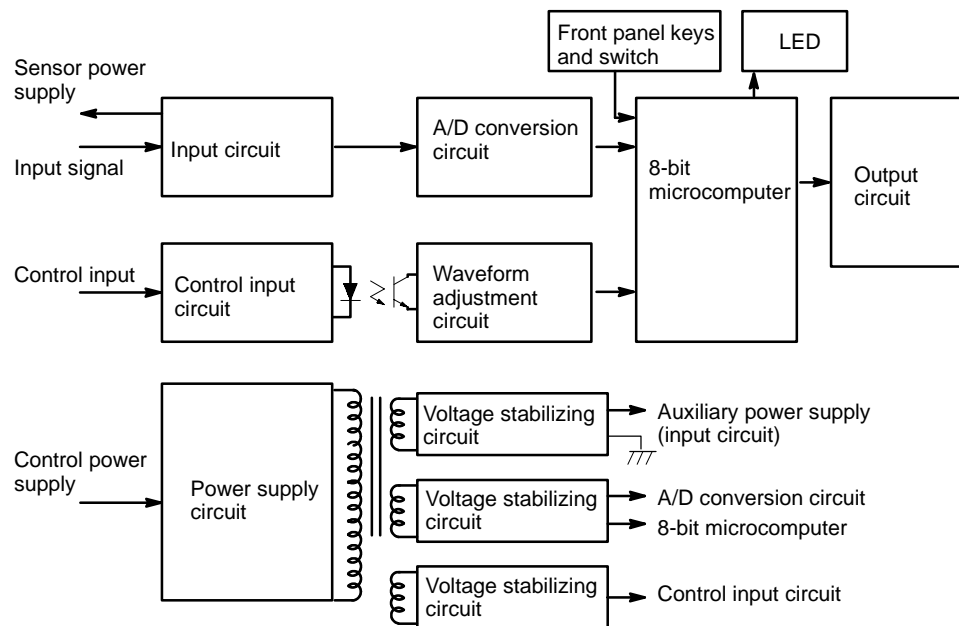 Front panel keys
and switch
LED
Sensor power
supply
Input signal
Input circuit
A/D conversion
circuit
8-bit
microcomputer
Output
circuit
Control input
Control input
circuit
Waveform
adjustment
circuit
Control power
supply
Power supply
circuit
Voltage stabilizing
circuit
Auxiliary power supply
(input circuit)
Voltage stabilizing
circuit
A/D conversion circuit
8-bit microcomputer
Voltage stabilizing
circuit
Control input circuit